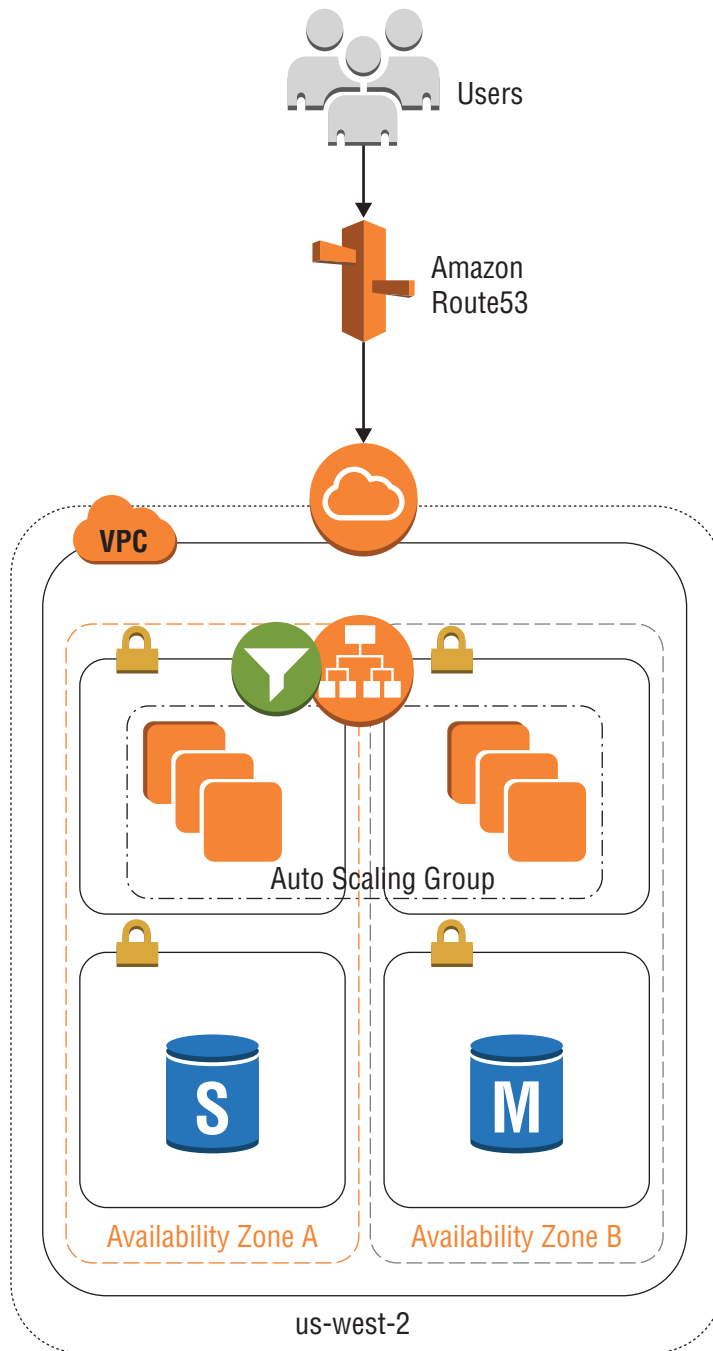 Users
Amazon
Route53
VPC
Auto Scaling Group
S
M
Availability Zone A
Availability Zone B
us-west-2